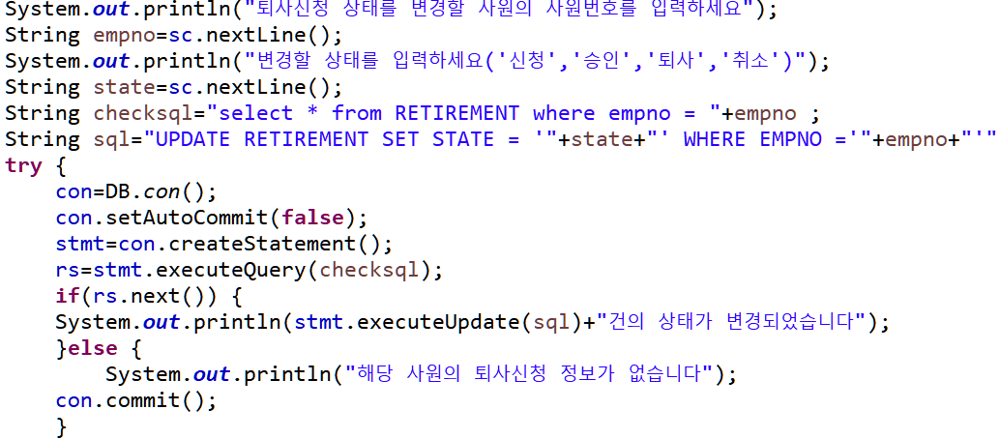 System.out.println("퇴사신청 상태를 변경할 사원의 사원번호를 입력하세요");
String empno=sc.nextLine();
System.out.println("변경할 상태를 입력하세요('신청','승인','퇴사','취소')");
String state=sc.nextLine();
String checksql="select * from RETIREMENT where empno = "+empno ;
String sql="UPDATE RETIREMENT SET STATE = '"+state+"' WHERE EMPNO ='"+empno+"'"
try {
con=DB.con();
con.setAutoCommit(false);
stmt=con.createStatement();
rs=stmt.executeQuery(checksql);
if(rs.next()) {
System.out.println(stmt.executeUpdate(sql)+"건의 상태가 변경되었습니다");
}else {
System.out.println("해당 사원의 퇴사신청 정보가 없습니다");
con.commit();
}